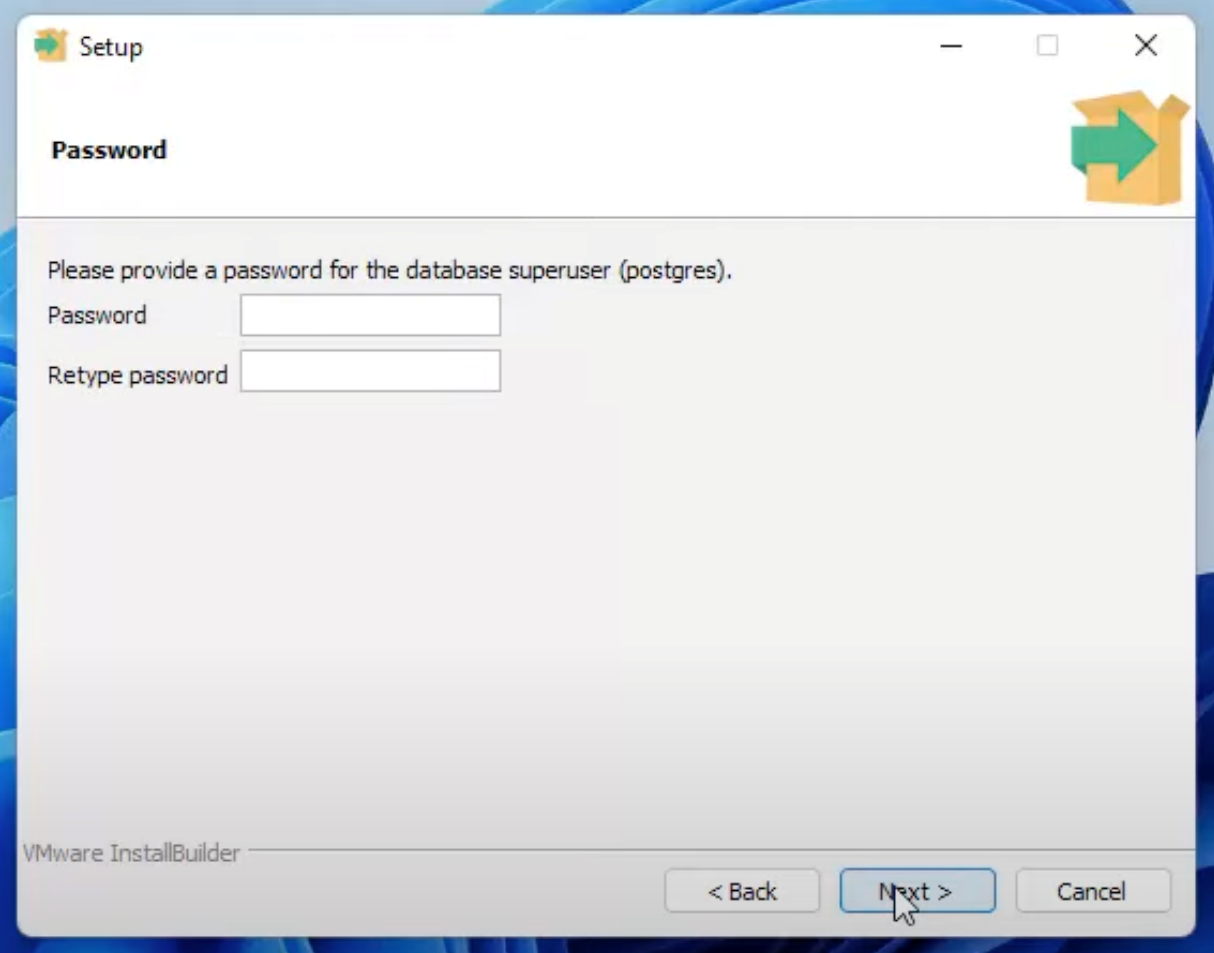 Setup
Password
Please provide a password for the database superuser (postgres).
Password
Retype password
VMware InstallBuilder
< Back
Next >
Cancel